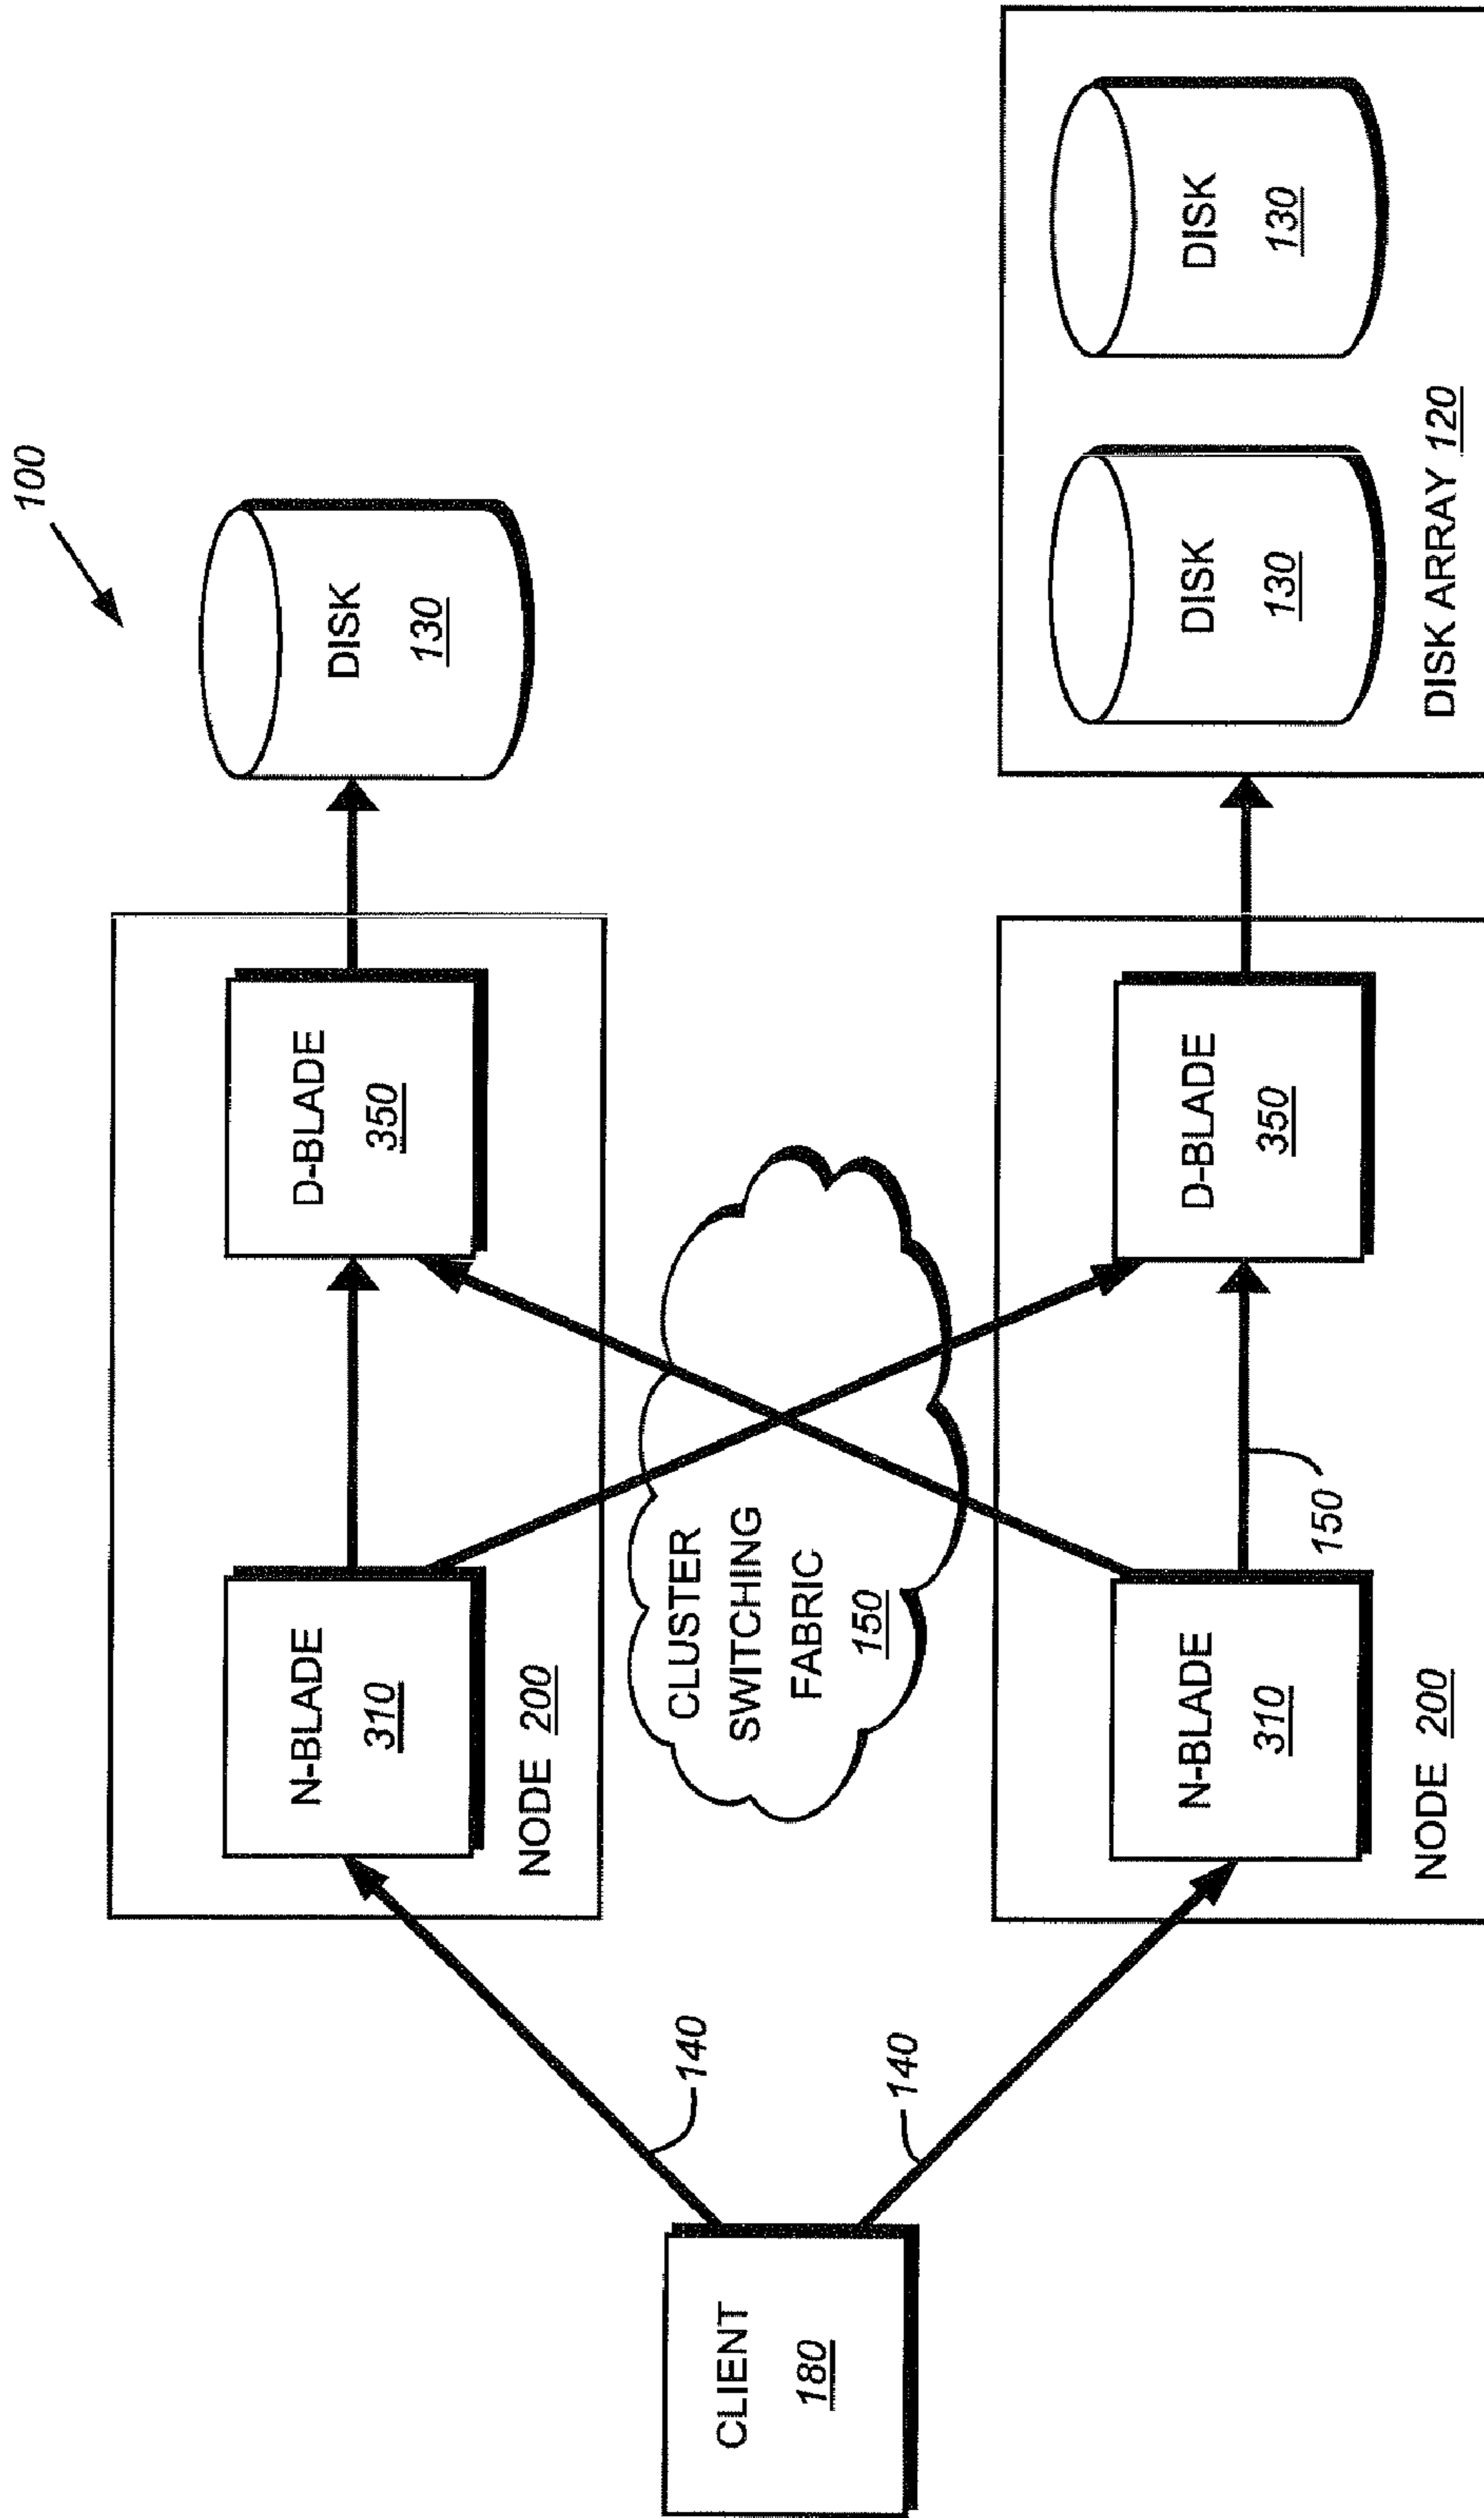 100
N-BLADE
310
D-BLADE
350
NODE 200
DISK
130
CLIENT
180
140
140
CLUSTER
SWITCHING
FABRIC
150
N-BLADE
310
150
D-BLADE
350
NODE 200
DISK
130
DISK
130
DISK ARRAY 120